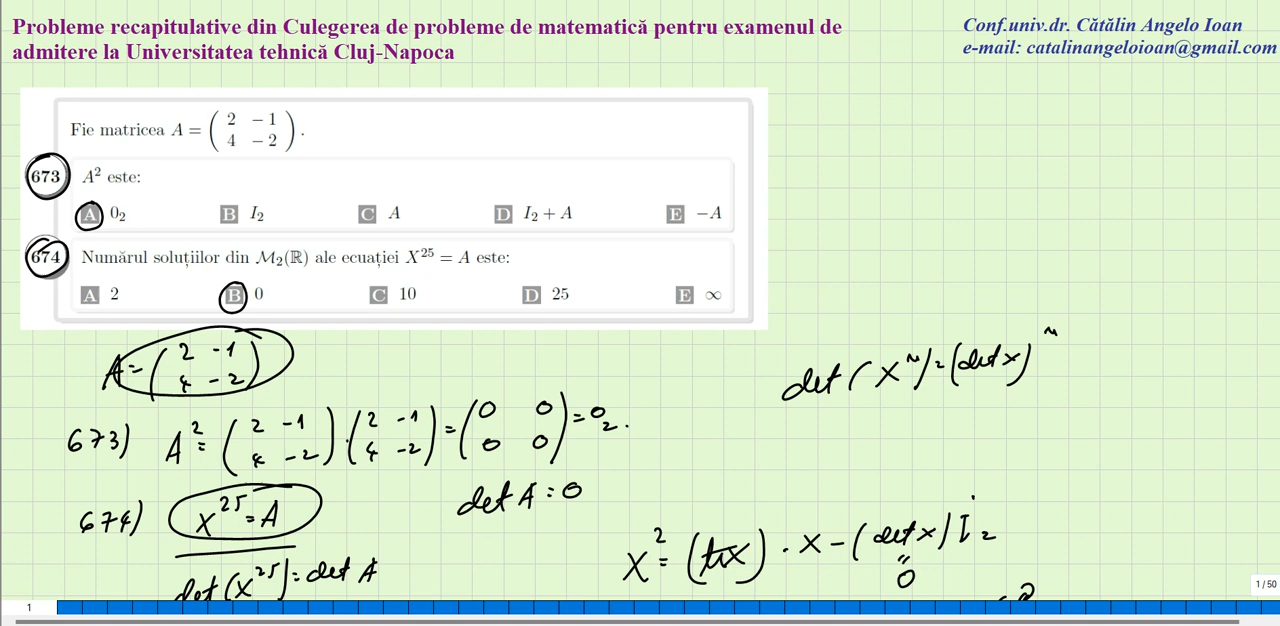 Probleme recapitulative din Culegerea de probleme de matematică pentru examenul de
admitere la Universitatea tehnică Cluj-Napoca
Conf.univ.dr. Cătălin Angelo Ioan
e-mail: catalinangeloioan@gmail.com
Fie matricea A = ( 2 −1 ; 4 −2 ).
673 A² este:
A 0₂ B I₂ C A D I₂ + A E −A
674 Numărul soluțiilor din M₂(ℝ) ale ecuației X²⁵ = A este:
A 2 B 0 C 10 D 25 E ∞
A = ( 2 -1 ; 4 -2 )
det(Xⁿ) = (det X)ⁿ
673) A² = ( 2 -1 ; 4 -2 ) · ( 2 -1 ; 4 -2 ) = ( 0 0 ; 0 0 ) = 0₂.
674) X²⁵ = A
det A = 0
X² = (tr X) · X − (det X) I₂
" 0
det(X²⁵) = det A
1 / 50
1